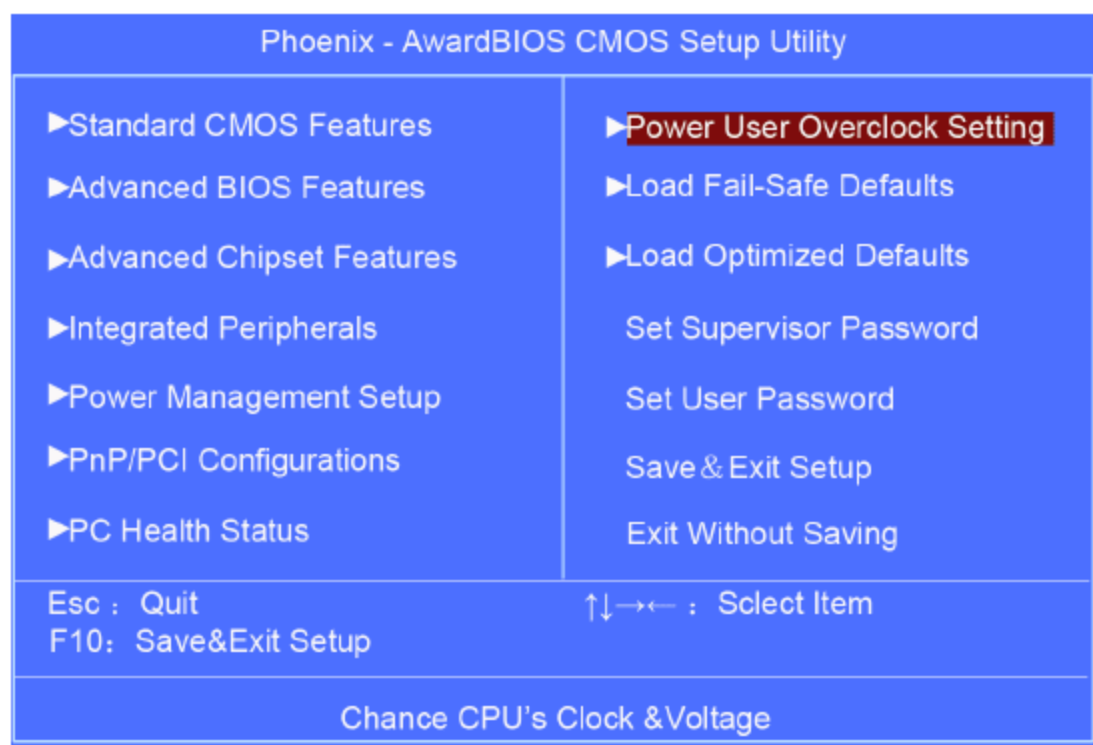 Phoenix - AwardBIOS CMOS Setup Utility
►Standard CMOS Features
►Advanced BIOS Features
►Advanced Chipset Features
►Integrated Peripherals
►Power Management Setup
►PnP/PCI Configurations
►PC Health Status
►Power User Overclock Setting
►Load Fail-Safe Defaults
►Load Optimized Defaults
Set Supervisor Password
Set User Password
Save＆Exit Setup
Exit Without Saving
Esc： Quit
F10： Save&Exit Setup
↑↓→←： Sclect Item
Chance CPU's Clock &Voltage